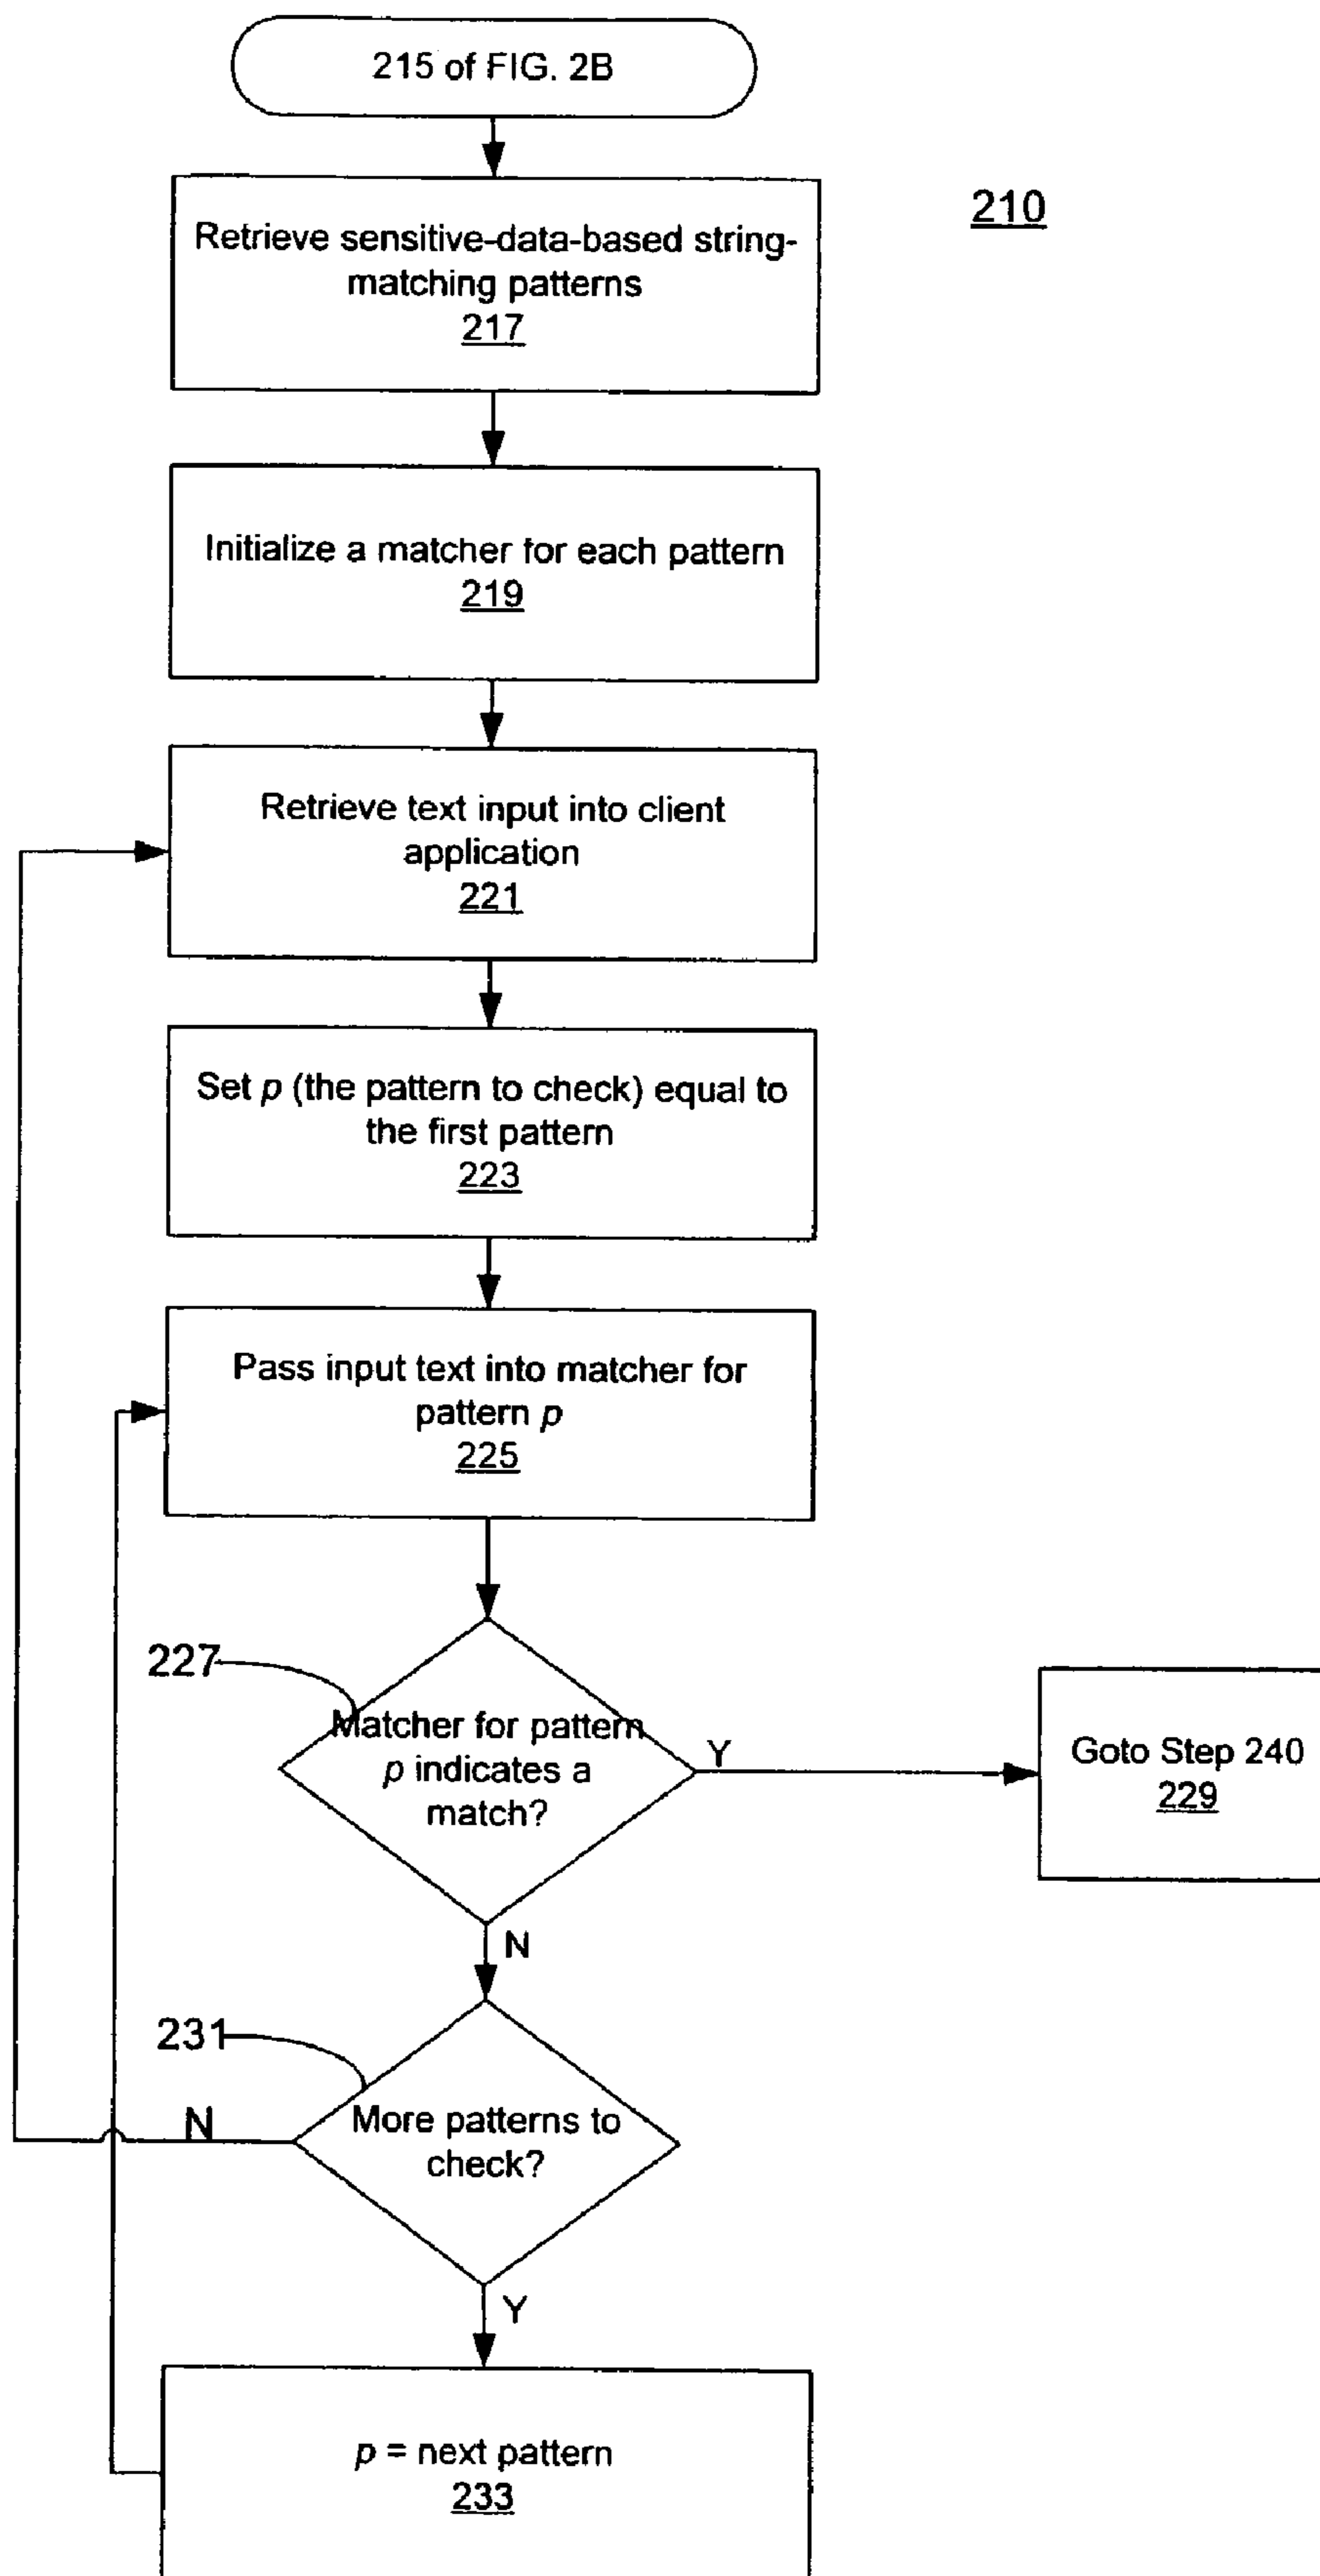 215 of FIG. 2B
210
Retrieve sensitive-data-based string-
matching patterns
217
Initialize a matcher for each pattern
219
Retrieve text input into client
application
221
Set p (the pattern to check) equal to
the first pattern
223
Pass input text into matcher for
pattern p
225
227
Matcher for pattern
p indicates a
match?
Y
Goto Step 240
229
N
231
N
More patterns to
check?
Y
p = next pattern
233